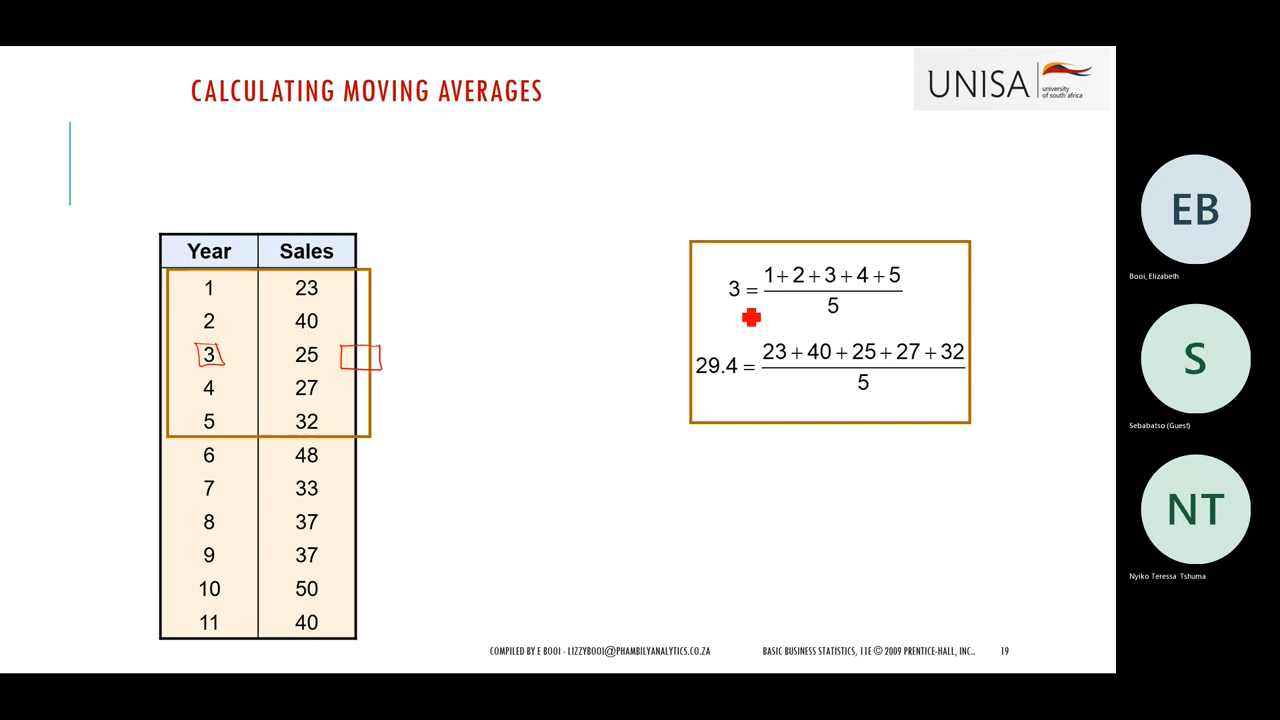 CALCULATING MOVING AVERAGES
UNISA
university
of south africa
Year Sales
1 23
2 40
3 25
4 27
5 32
6 48
7 33
8 37
9 37
10 50
11 40
3 = 1+2+3+4+5
5
29.4 = 23+40+25+27+32
5
COMPILED BY E BOOI - LIZZYBOOI@PHAMBILYANALYTICS.CO.ZA BASIC BUSINESS STATISTICS, 11E © 2009 PRENTICE-HALL, INC.. 19
EB
Booi, Elizabeth
S
Sebabatso (Guest)
NT
Nyiko Teressa Tshuma